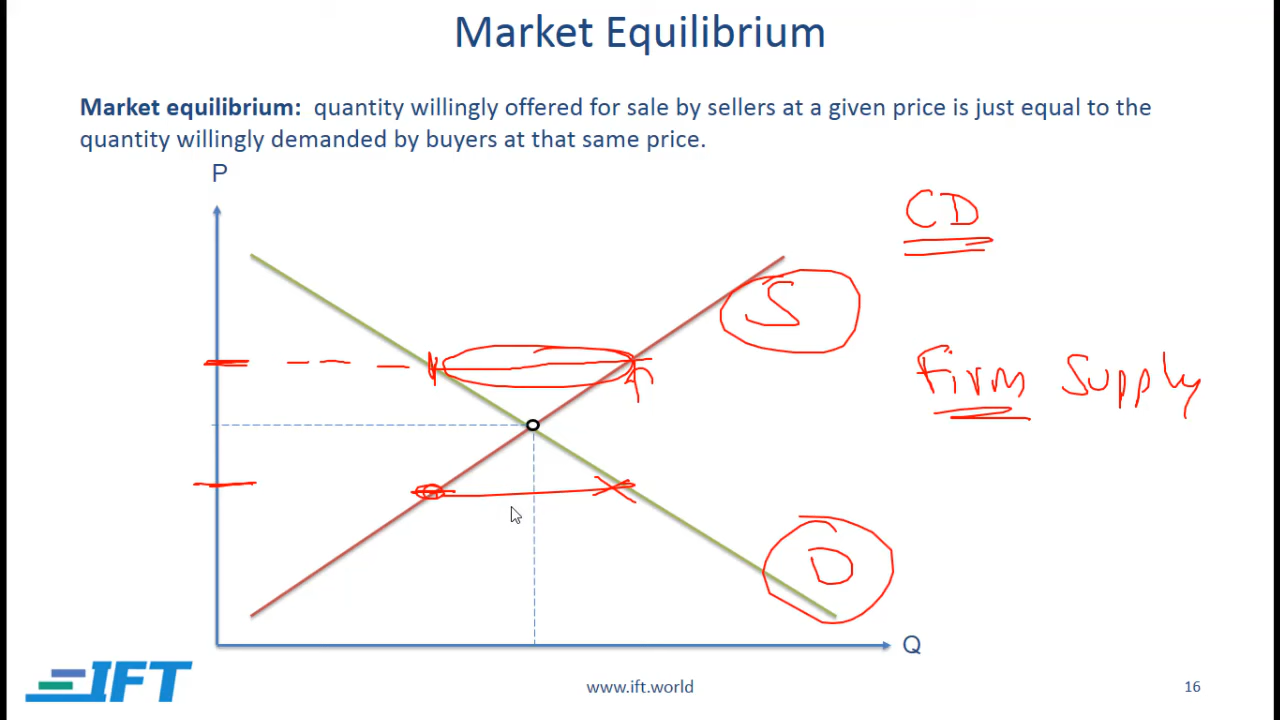 Market Equilibrium
Market equilibrium: quantity willingly offered for sale by sellers at a given price is just equal to the
quantity willingly demanded by buyers at that same price.
P
CD
S
Firm Supply
D
Q
IFT
www.ift.world
16